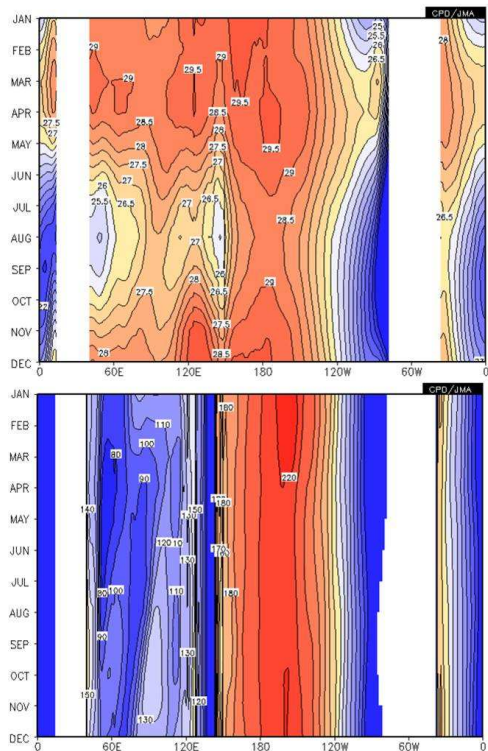 CPD/JMA
JAN
FEB
MAR
APR
MAY
JUN
JUL
AUG
SEP
OCT
NOV
DEC
29
29
29
28
29.5
29.5
29.5
29.5
28.5
28.5
28
28
27.5
27.5
27
27
26.5
26.5
26
25.5
27
27
29
28.5
26
26.5
27.5
27.5
28
28
28.5
29
28
26.5
26
26.5
27.5
27
0
60E
120E
180
120W
60W
0
CPD/JMA
JAN
FEB
MAR
APR
MAY
JUN
JUL
AUG
SEP
OCT
NOV
DEC
180
110
100
80
90
220
140
150
180
120
110
170
130
100
80
110
180
90
130
120
130
0
60E
120E
180
120W
60W
0